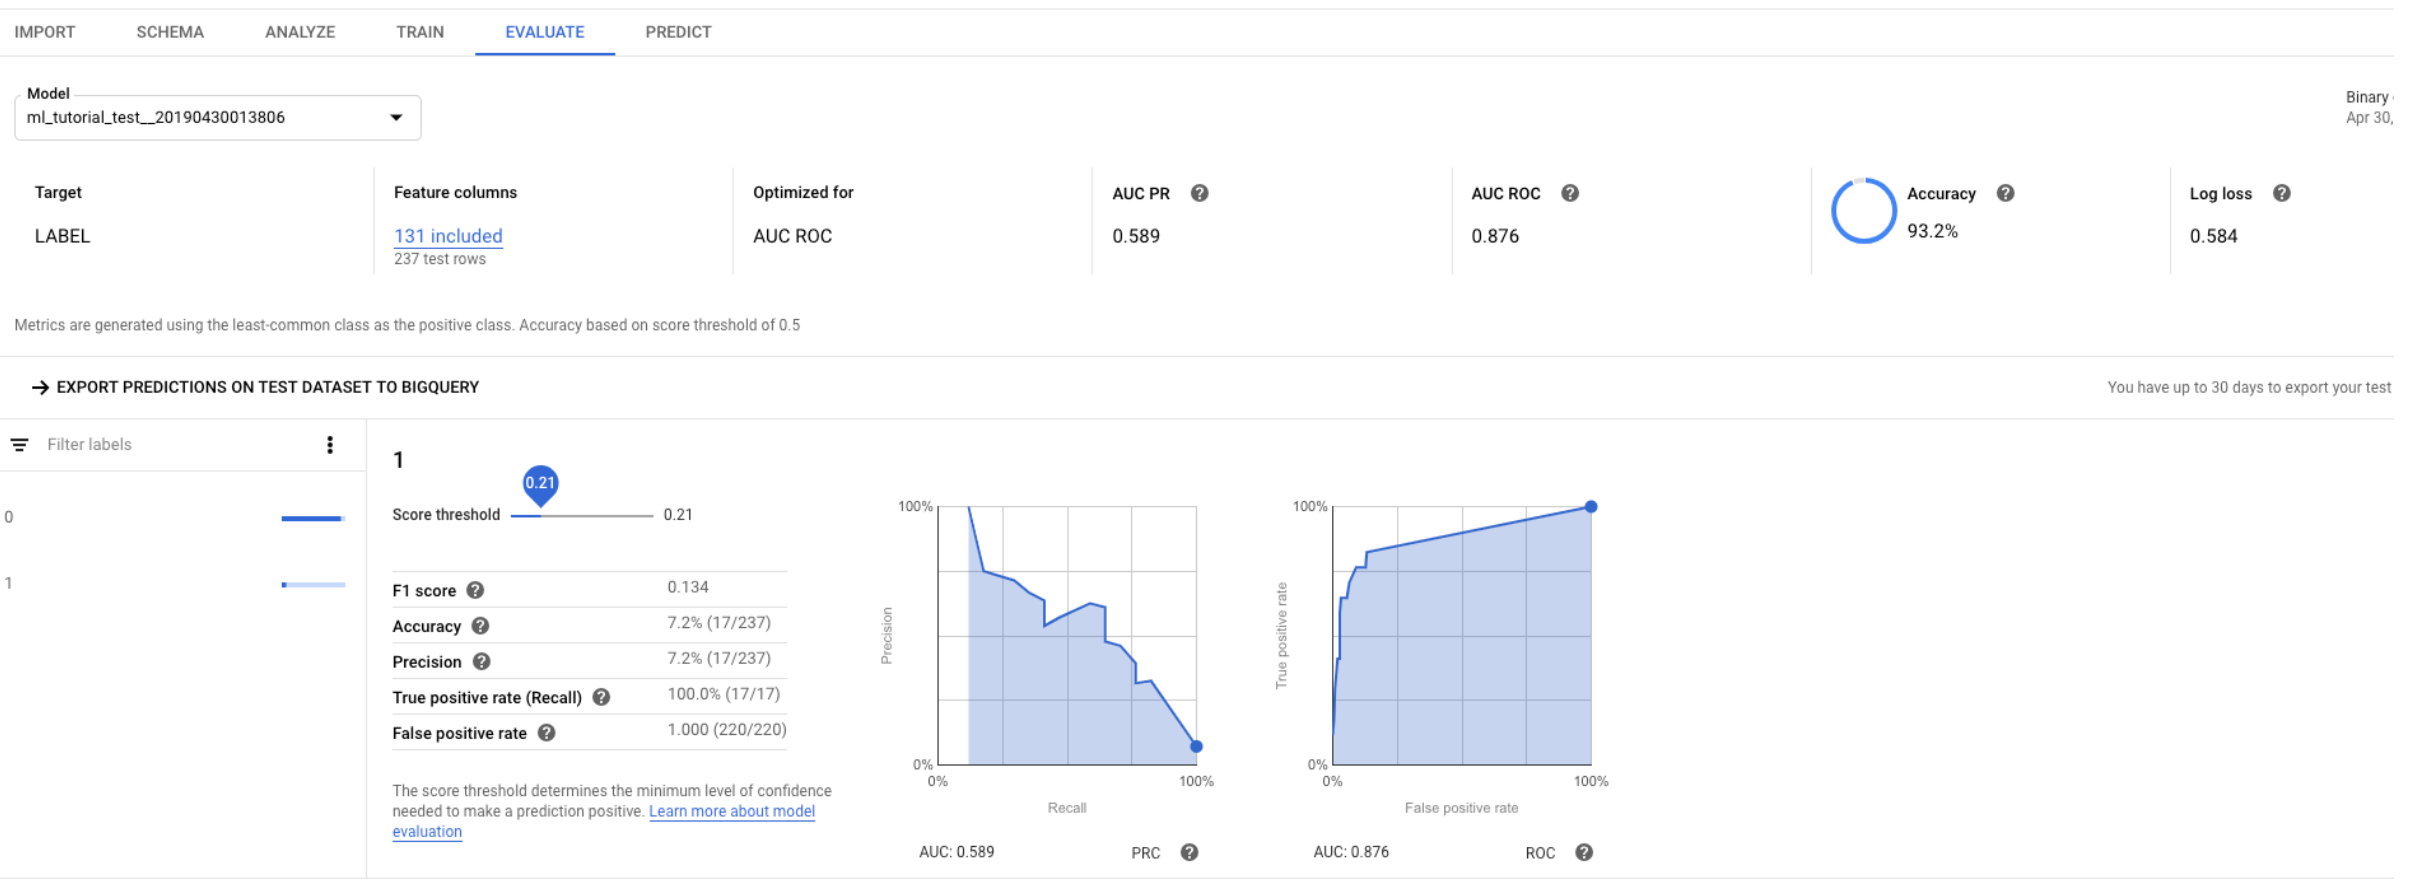 IMPORT SCHEMA ANALYZE TRAIN EVALUATE PREDICT
Model
ml_tutorial_test__20190430013806
Binary
Apr 30,
Target Feature columns Optimized for AUC PR AUC ROC Accuracy Log loss
LABEL 131 included AUC ROC 0.589 0.876 93.2% 0.584
237 test rows
Metrics are generated using the least-common class as the positive class. Accuracy based on score threshold of 0.5
EXPORT PREDICTIONS ON TEST DATASET TO BIGQUERY You have up to 30 days to export your test
Filter labels
0
1
1
0.21
Score threshold 0.21
F1 score 0.134
Accuracy 7.2% (17/237)
Precision 7.2% (17/237)
True positive rate (Recall) 100.0% (17/17)
False positive rate 1.000 (220/220)
The score threshold determines the minimum level of confidence
needed to make a prediction positive. Learn more about model
evaluation
100%
Precision
0%
0% 100%
Recall
AUC: 0.589 PRC
100%
True positive rate
0%
0% 100%
False positive rate
AUC: 0.876 ROC